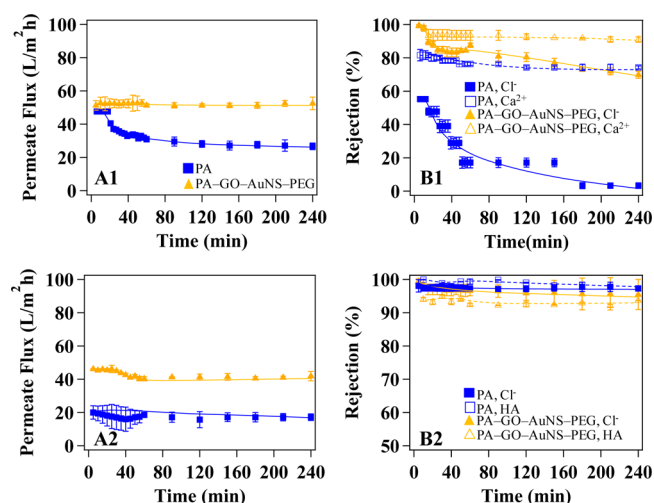 100
80
60
40
20
0
Permeate Flux (L/m²h)
A1
PA
PA–GO–AuNS–PEG
0 40 80 120 160 200 240
Time (min)
100
80
60
40
20
0
Rejection (%)
B1
PA, Cl⁻
PA, Ca²⁺
PA–GO–AuNS–PEG, Cl⁻
PA–GO–AuNS–PEG, Ca²⁺
0 40 80 120 160 200 240
Time(min)
100
80
60
40
20
0
Permeate Flux (L/m²h)
A2
0 40 80 120 160 200 240
Time (min)
100
90
80
70
60
50
Rejection (%)
B2
PA, Cl⁻
PA, HA
PA–GO–AuNS–PEG, Cl⁻
PA–GO–AuNS–PEG, HA
0 40 80 120 160 200 240
Time (min)